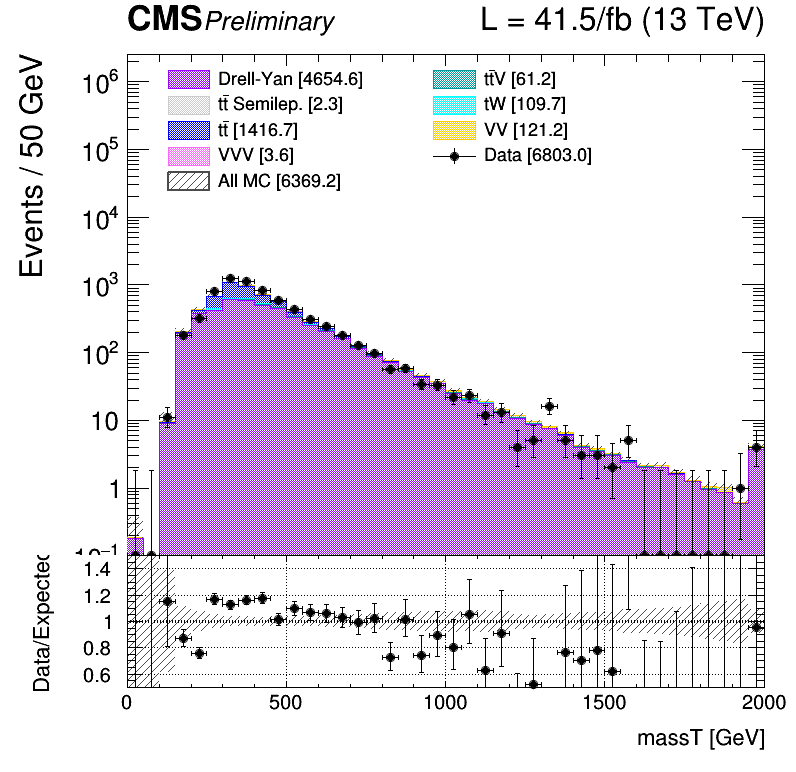 CMS Preliminary L = 41.5/fb (13 TeV)
Events / 50 GeV
10⁶
10⁵
10⁴
10³
10²
10
1
10⁻¹
Drell-Yan [4654.6]
tt̄ Semilep. [2.3]
tt̄ [1416.7]
VVV [3.6]
All MC [6369.2]
tt̄V [61.2]
tW [109.7]
VV [121.2]
Data [6803.0]
Data/Expected
1.4
1.2
1
0.8
0.6
0 500 1000 1500 2000
massT [GeV]